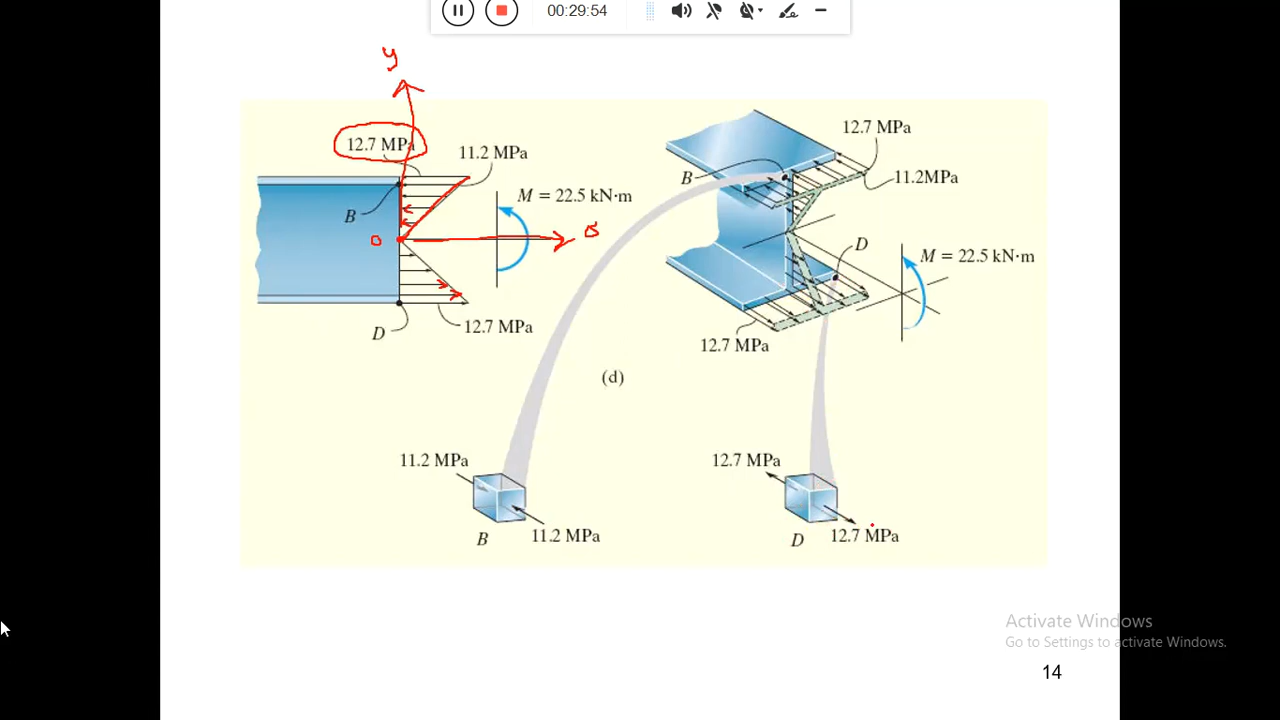 00:29:54
y
12.7 MPa
11.2 MPa
M = 22.5 kN·m
B
O
σ
D
12.7 MPa
12.7 MPa
B
11.2MPa
D
M = 22.5 kN·m
12.7 MPa
(d)
11.2 MPa
11.2 MPa
B
12.7 MPa
12.7 MPa
D
Activate Windows
Go to Settings to activate Windows.
14